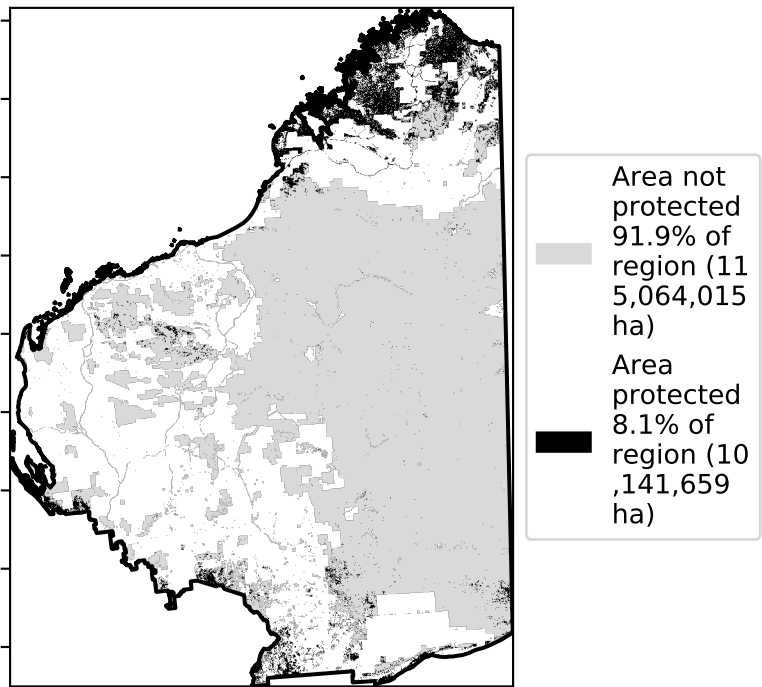 Area not
protected
91.9% of
region (11
5,064,015
ha)
Area
protected
8.1% of
region (10
,141,659
ha)